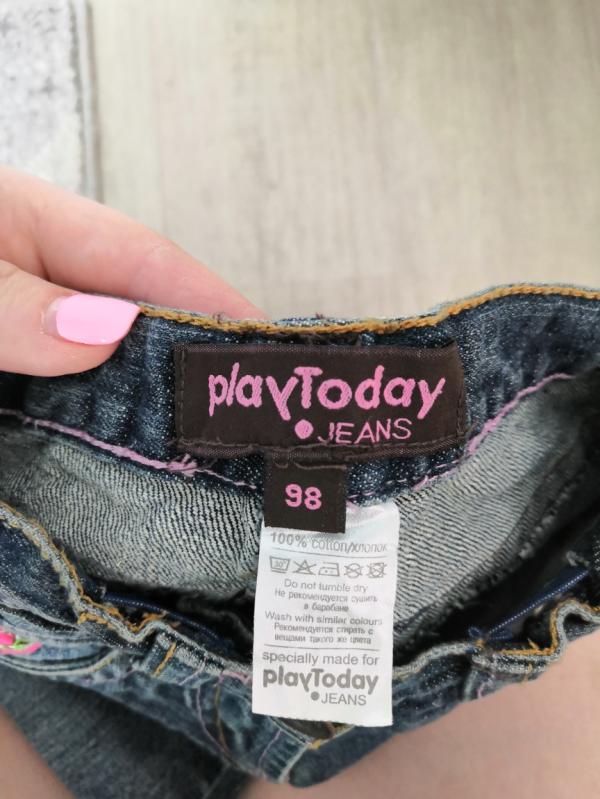 playToday
JEANS
98
100% cotton/хлопок
30°
Do not tumble dry
Не рекомендуется сушить
в барабане
Wash with similar colours
Рекомендуется стирать с
вещами такого же цвета
specially made for
playToday
JEANS